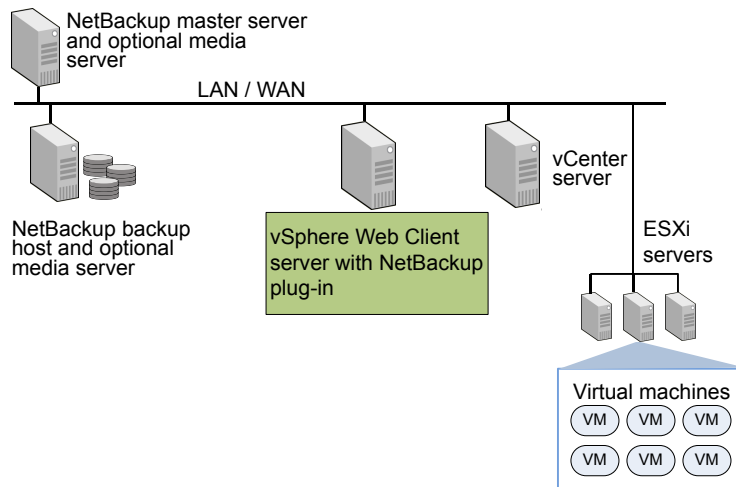 NetBackup master server
and optional media
server
LAN / WAN
vCenter
server
NetBackup backup
host and optional
media server
vSphere Web Client
server with NetBackup
plug-in
ESXi
servers
Virtual machines
VM VM VM
VM VM VM